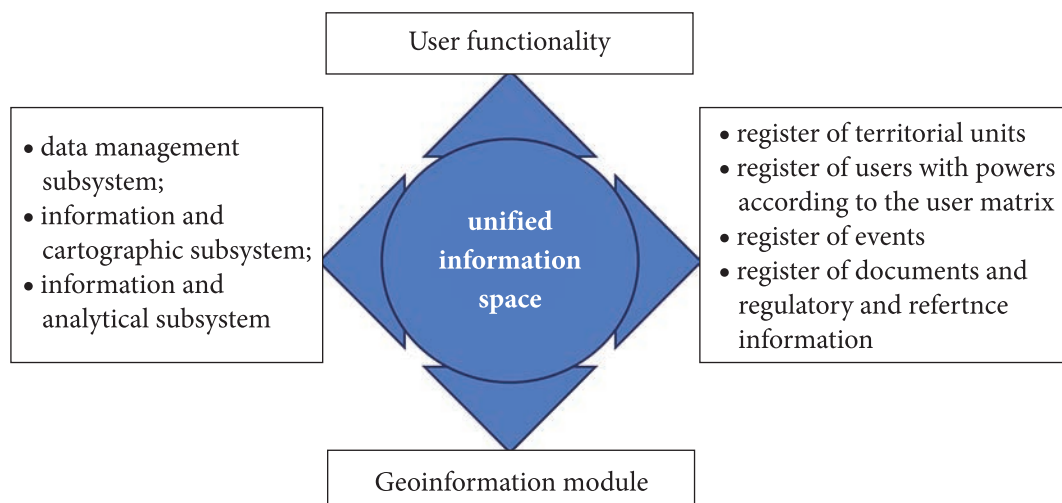 User functionality
• data management
subsystem;
• information and
cartographic subsystem;
• information and
analytical subsystem
unified
information
space
• register of territorial units
• register of users with powers
according to the user matrix
• register of events
• register of documents and
regulatory and refertnce
information
Geoinformation module